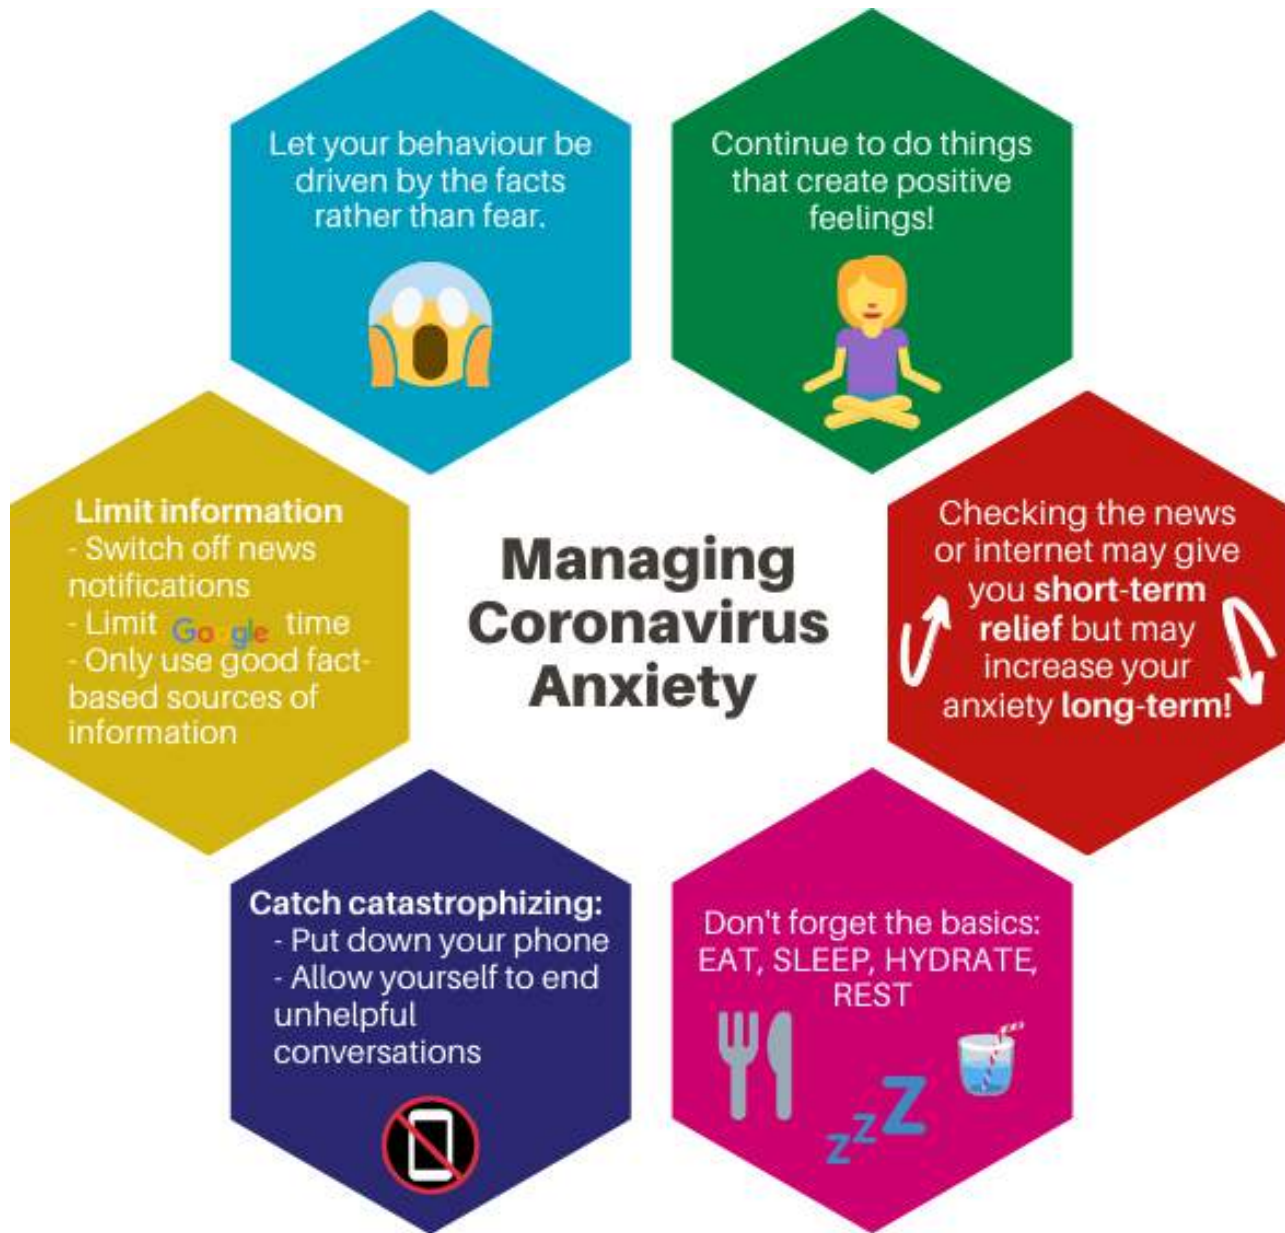 Let your behaviour be
driven by the facts
rather than fear.
Continue to do things
that create positive
feelings!
Limit information
- Switch off news
notifications
- Limit Google time
- Only use good fact-
based sources of
information
Managing
Coronavirus
Anxiety
Checking the news
or internet may give
you short-term
relief but may
increase your
anxiety long-term!
Catch catastrophizing:
- Put down your phone
- Allow yourself to end
unhelpful
conversations
Don't forget the basics:
EAT, SLEEP, HYDRATE,
REST
zzZ